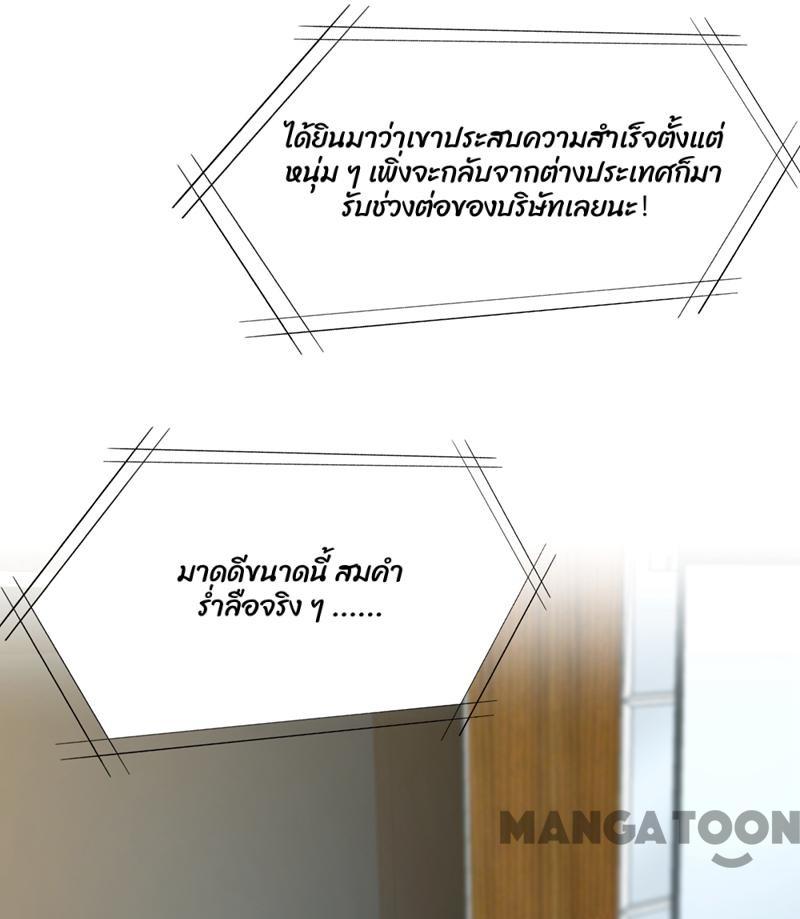 ได้ยินมาว่าเขาประสบความสำเร็จตั้งแต่
หนุ่ม ๆ เพิ่งจะกลับจากต่างประเทศก็มา
รับช่วงต่อของบริษัทเลยนะ!
มาดดีขนาดนี้ สมคำ
ร่ำลือจริง ๆ ......
MANGATOON